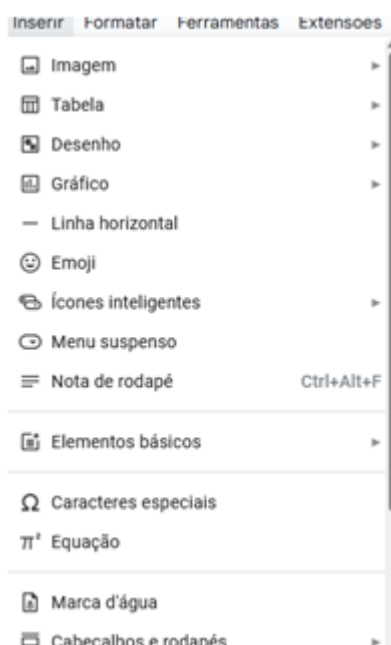 Inserir Formatar Ferramentas Extensões
Imagem
Tabela
Desenho
Gráfico
Linha horizontal
Emoji
Ícones inteligentes
Menu suspenso
Nota de rodapé Ctrl+Alt+F
Elementos básicos
Ω Caracteres especiais
π² Equação
Marca d'água
Cabeçalhos e rodapés